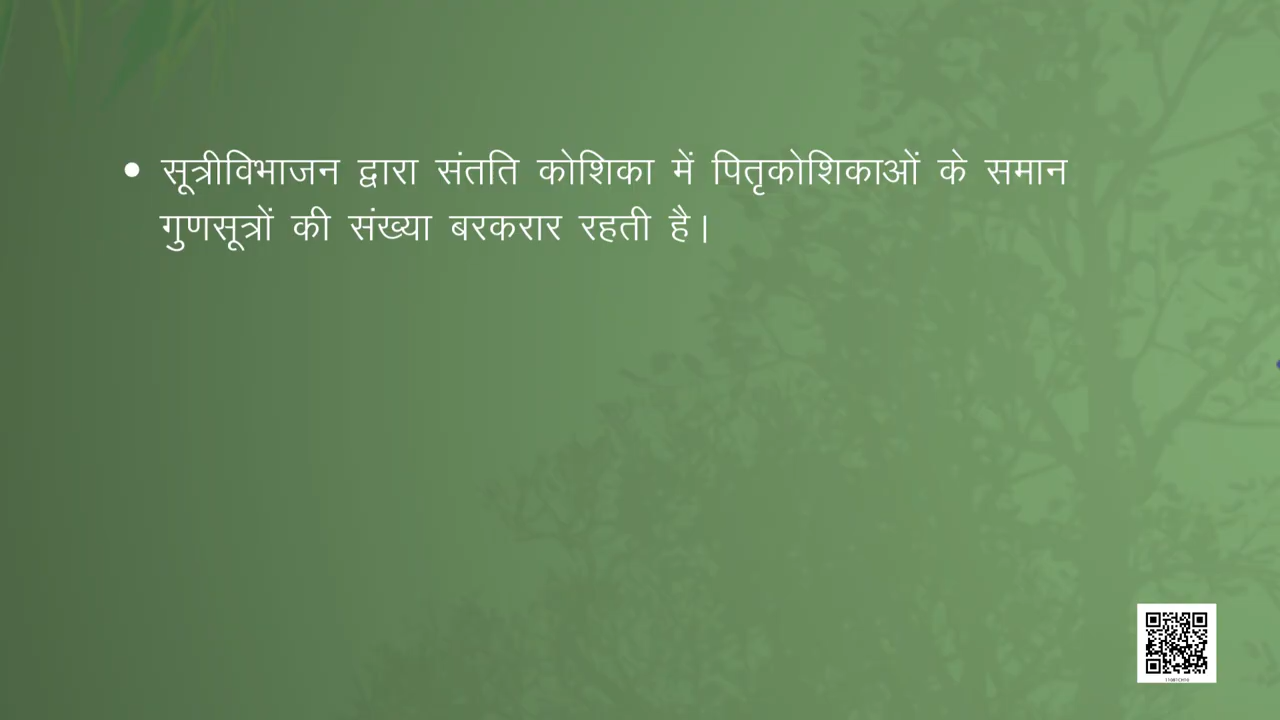 • सूत्रीविभाजन द्वारा संतति कोशिका में पितृकोशिकाओं के समान
गुणसूत्रों की संख्या बरकरार रहती है।